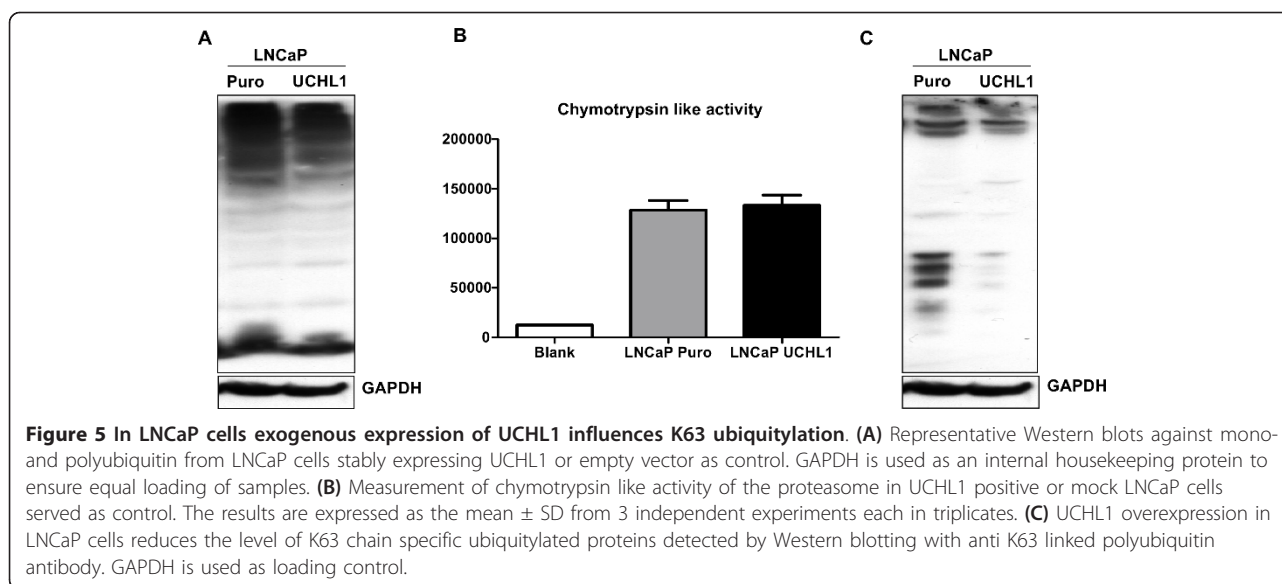 A
LNCaP
Puro UCHL1
GAPDH
B
Chymotrypsin like activity
200000
150000
100000
50000
0
Blank LNCaP Puro LNCaP UCHL1
C
LNCaP
Puro UCHL1
GAPDH
Figure 5 In LNCaP cells exogenous expression of UCHL1 influences K63 ubiquitylation. (A) Representative Western blots against mono-
and polyubiquitin from LNCaP cells stably expressing UCHL1 or empty vector as control. GAPDH is used as an internal housekeeping protein to
ensure equal loading of samples. (B) Measurement of chymotrypsin like activity of the proteasome in UCHL1 positive or mock LNCaP cells
served as control. The results are expressed as the mean ± SD from 3 independent experiments each in triplicates. (C) UCHL1 overexpression in
LNCaP cells reduces the level of K63 chain specific ubiquitylated proteins detected by Western blotting with anti K63 linked polyubiquitin
antibody. GAPDH is used as loading control.